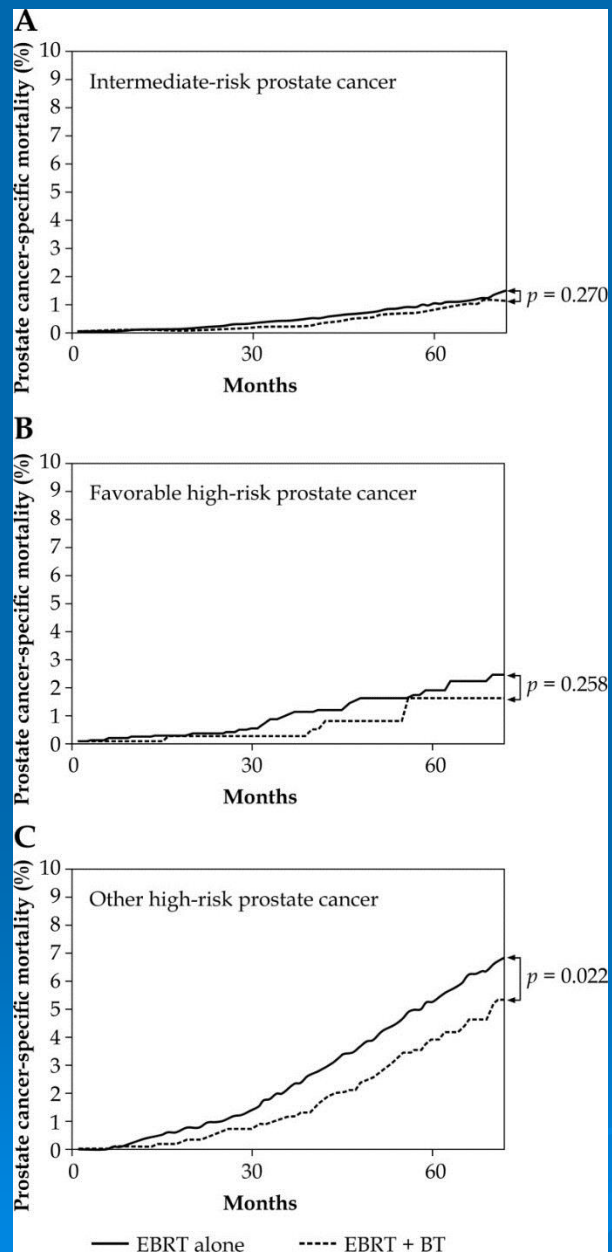 A
Prostate cancer-specific mortality (%)
10
9
8
7
6
5
4
3
2
1
0
Intermediate-risk prostate cancer
p = 0.270
0
30
60
Months
B
Prostate cancer-specific mortality (%)
10
9
8
7
6
5
4
3
2
1
0
Favorable high-risk prostate cancer
p = 0.258
0
30
60
Months
C
Prostate cancer-specific mortality (%)
10
9
8
7
6
5
4
3
2
1
0
Other high-risk prostate cancer
p = 0.022
0
30
60
Months
EBRT alone
EBRT + BT